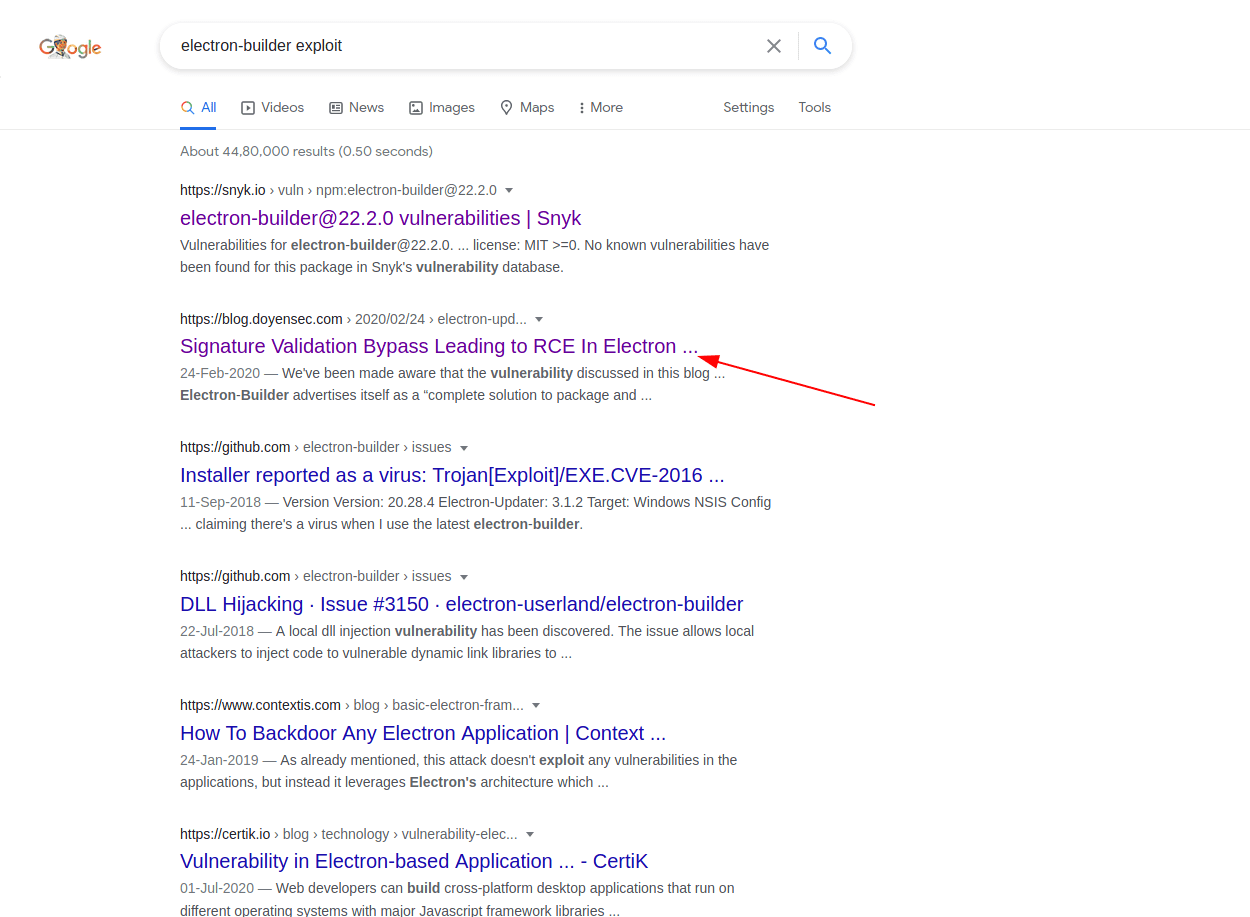 Google
electron-builder exploit
All Videos News Images Maps More Settings Tools
About 44,80,000 results (0.50 seconds)
https://snyk.io › vuln › npm:electron-builder@22.2.0
electron-builder@22.2.0 vulnerabilities | Snyk
Vulnerabilities for electron-builder@22.2.0. ... license: MIT >=0. No known vulnerabilities have
been found for this package in Snyk's vulnerability database.
https://blog.doyensec.com › 2020/02/24 › electron-upd...
Signature Validation Bypass Leading to RCE In Electron ...
24-Feb-2020 — We've been made aware that the vulnerability discussed in this blog ...
Electron-Builder advertises itself as a “complete solution to package and ...
https://github.com › electron-builder › issues
Installer reported as a virus: Trojan[Exploit]/EXE.CVE-2016 ...
11-Sep-2018 — Version Version: 20.28.4 Electron-Updater: 3.1.2 Target: Windows NSIS Config
... claiming there's a virus when I use the latest electron-builder.
https://github.com › electron-builder › issues
DLL Hijacking · Issue #3150 · electron-userland/electron-builder
22-Jul-2018 — A local dll injection vulnerability has been discovered. The issue allows local
attackers to inject code to vulnerable dynamic link libraries to ...
https://www.contextis.com › blog › basic-electron-fram...
How To Backdoor Any Electron Application | Context ...
24-Jan-2019 — As already mentioned, this attack doesn't exploit any vulnerabilities in the
applications, but instead it leverages Electron's architecture which ...
https://certik.io › blog › technology › vulnerability-elec...
Vulnerability in Electron-based Application ... - CertiK
01-Jul-2020 — Web developers can build cross-platform desktop applications that run on
different operating systems with major Javascript framework libraries ...